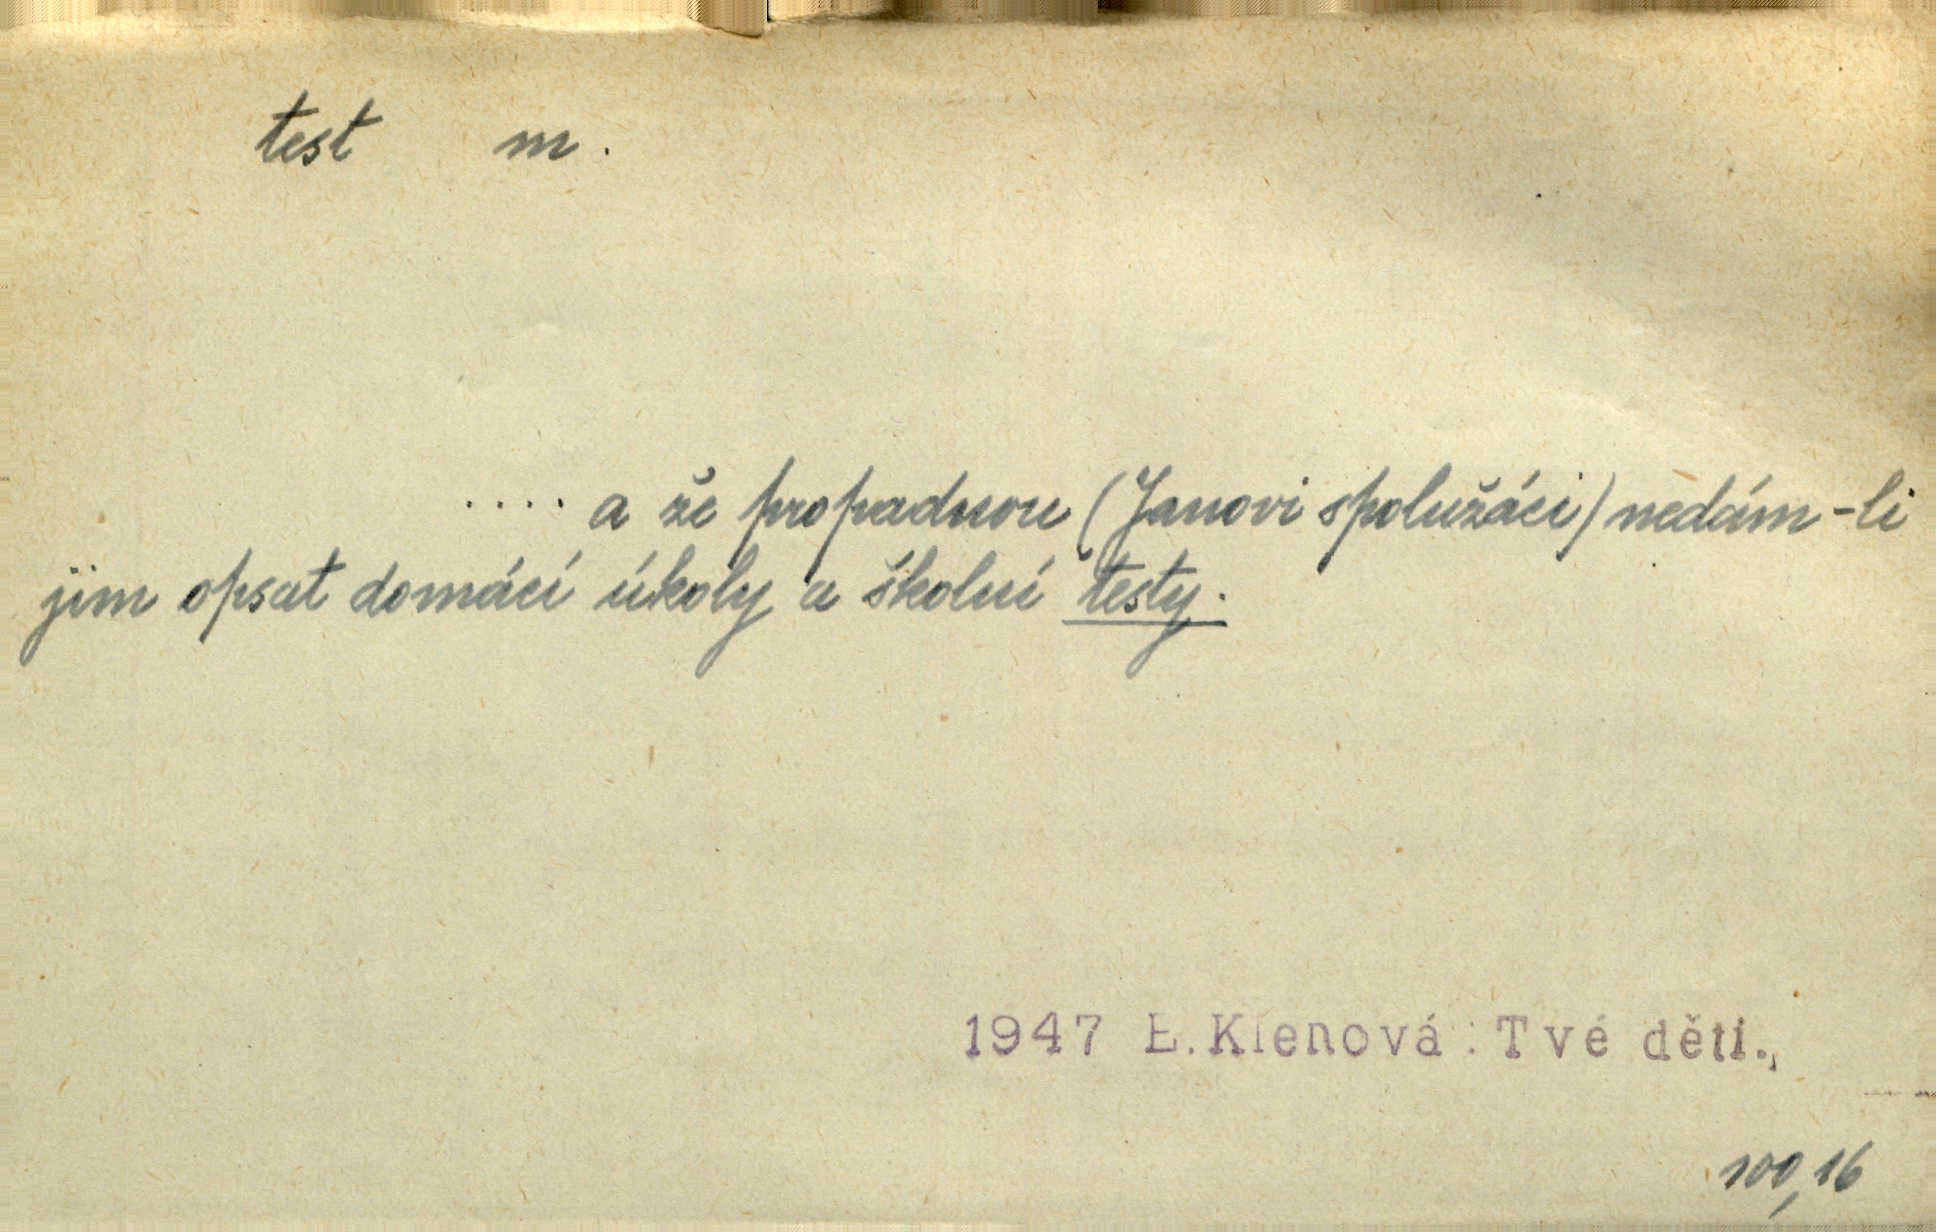 test m.
.... a že propadnou (Janovi spolužáci) nedám-li
jim opsat domácí úkoly a školní testy.
1947 E.Klenová: Tvé děti.,
100,16